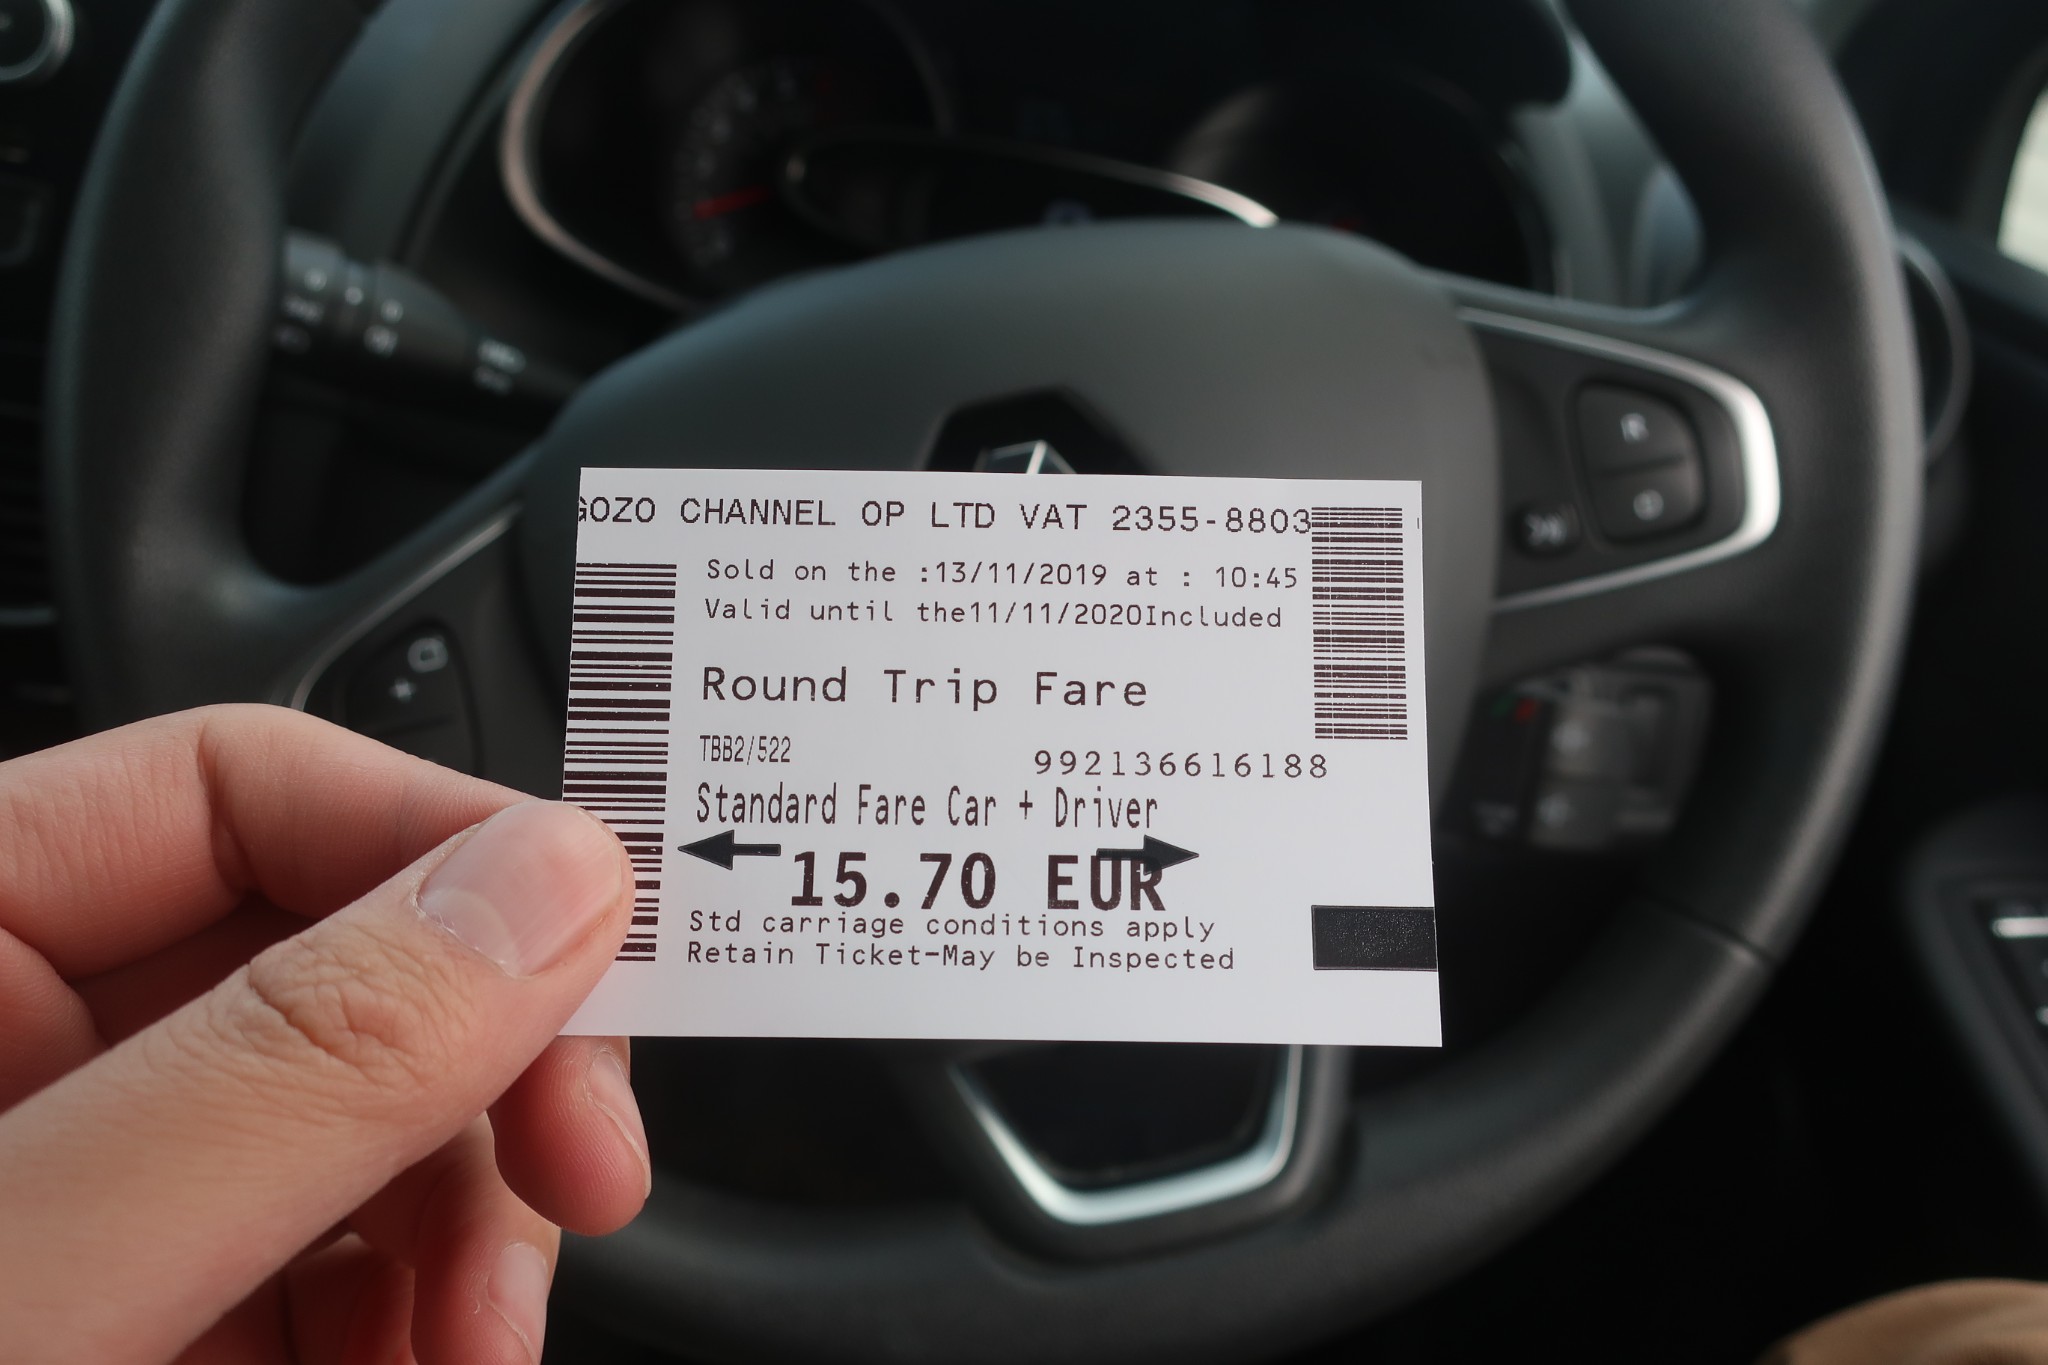 GOZO CHANNEL OP LTD VAT 2355-8803
Sold on the :13/11/2019 at : 10:45
Valid until the11/11/2020Included
Round Trip Fare
TBB2/522
992136616188
Standard Fare Car + Driver
15.70 EUR
Std carriage conditions apply
Retain Ticket-May be Inspected
R
O